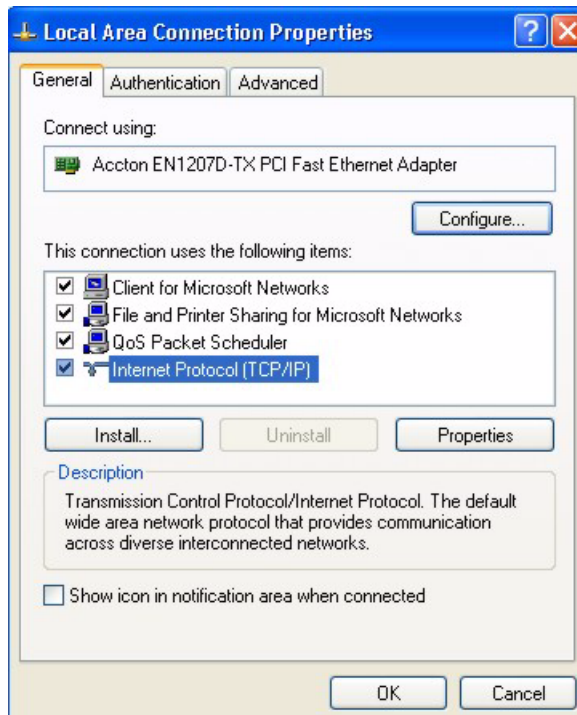 Local Area Connection Properties
General Authentication Advanced
Connect using:
Accton EN1207D-TX PCI Fast Ethernet Adapter
Configure...
This connection uses the following items:
Client for Microsoft Networks
File and Printer Sharing for Microsoft Networks
QoS Packet Scheduler
Internet Protocol (TCP/IP)
Install... Uninstall Properties
Description
Transmission Control Protocol/Internet Protocol. The default
wide area network protocol that provides communication
across diverse interconnected networks.
Show icon in notification area when connected
OK Cancel